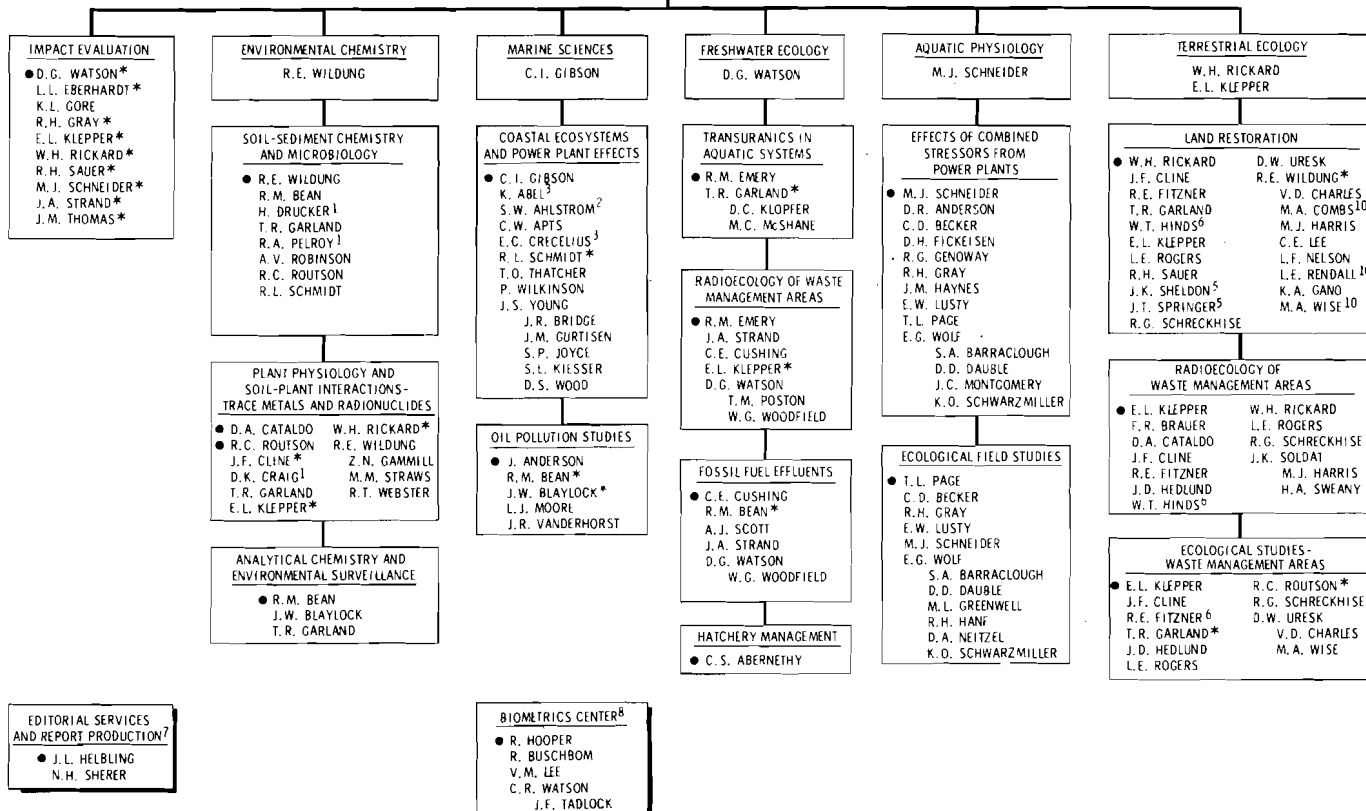 IMPACT EVALUATION
● D.G. WATSON*
L.L. EBERHARDT*
K.L. GORE
R.H. GRAY*
E.L. KLEPPER*
W.H. RICKARD*
R.H. SAUER*
M.J. SCHNEIDER*
J.A. STRAND*
J.M. THOMAS*
ENVIRONMENTAL CHEMISTRY
R.E. WILDUNG
SOIL-SEDIMENT CHEMISTRY
AND MICROBIOLOGY
● R.E. WILDUNG
R.M. BEAN
H. DRUCKER1
T.R. GARLAND
R.A. PELROY1
A.V. ROBINSON
R.C. ROUTSON
R.L. SCHMIDT
PLANT PHYSIOLOGY AND
SOIL-PLANT INTERACTIONS-
TRACE METALS AND RADIONUCLIDES
● D.A. CATALDO
● R.C. ROUTSON
J.F. CLINE*
D.K. CRAIG1
T.R. GARLAND
E.L. KLEPPER*
W.H. RICKARD*
R.E. WILDUNG
Z.N. GAMMILL
M.M. STRAWS
R.T. WEBSTER
ANALYTICAL CHEMISTRY AND
ENVIRONMENTAL SURVEILLANCE
● R.M. BEAN
J.W. BLAYLOCK
T.R. GARLAND
MARINE SCIENCES
C.I. GIBSON
COASTAL ECOSYSTEMS
AND POWER PLANT EFFECTS
● C.I. GIBSON
K. ABEL3
S.W. AHLSTROM2
C.W. APTS
E.C. CRECELIUS3
R.L. SCHMIDT*
T.O. THATCHER
P. WILKINSON
J.S. YOUNG
J.R. BRIDGE
J.M. GURTISEN
S.P. JOYCE
S.L. KIESSER
D.S. WOOD
OIL POLLUTION STUDIES
● J. ANDERSON
R.M. BEAN*
J.W. BLAYLOCK*
L.J. MOORE
J.R. VANDERHORST
FRESHWATER ECOLOGY
D.G. WATSON
TRANSURANICS IN
AQUATIC SYSTEMS
● R.M. EMERY
T.R. GARLAND*
D.C. KLOPFER
M.C. McSHANE
RADIOECOLOGY OF WASTE
MANAGEMENT AREAS
● R.M. EMERY
J.A. STRAND
C.E. CUSHING
E.L. KLEPPER*
D.G. WATSON
T.M. POSTON
W.G. WOODFIELD
FOSSIL FUEL EFFLUENTS
● C.E. CUSHING
R.M. BEAN*
A.J. SCOTT
J.A. STRAND
D.G. WATSON
W.G. WOODFIELD
HATCHERY MANAGEMENT
● C.S. ABERNETHY
AQUATIC PHYSIOLOGY
M.J. SCHNEIDER
EFFECTS OF COMBINED
STRESSORS FROM
POWER PLANTS
● M.J. SCHNEIDER
D.R. ANDERSON
C.D. BECKER
D.H. FICKEISEN
R.G. GENOWAY
R.H. GRAY
J.M. HAYNES
E.W. LUSTY
T.L. PAGE
E.G. WOLF
S.A. BARRACLOUGH
D.D. DAUBLE
J.C. MONTGOMERY
K.O. SCHWARZMILLER
ECOLOGICAL FIELD STUDIES
● T.L. PAGE
C.D. BECKER
R.H. GRAY
E.W. LUSTY
M.J. SCHNEIDER
E.G. WOLF
S.A. BARRACLOUGH
D.D. DAUBLE
M.L. GREENWELL
R.H. HANF
D.A. NEITZEL
K.O. SCHWARZMILLER
TERRESTRIAL ECOLOGY
W.H. RICKARD
E.L. KLEPPER
LAND RESTORATION
● W.H. RICKARD
J.F. CLINE
R.E. FITZNER
T.R. GARLAND
W.T. HINDS6
E.L. KLEPPER
L.E. ROGERS
R.H. SAUER
J.K. SHELDON5
J.T. SPRINGER5
R.G. SCHRECKHISE
D.W. URESK
R.E. WILDUNG*
V.D. CHARLES
M.A. COMBS10
M.J. HARRIS
C.E. LEE
L.F. NELSON
L.E. RENDALL10
K.A. GANO
M.A. WISE10
RADIOECOLOGY OF
WASTE MANAGEMENT AREAS
● E.L. KLEPPER
F.R. BRAUER
D.A. CATALDO
J.F. CLINE
R.E. FITZNER
J.D. HEDLUND
W.T. HINDS6
W.H. RICKARD
L.E. ROGERS
R.G. SCHRECKHISE
J.K. SOLDAT
M.J. HARRIS
H.A. SWEANY
ECOLOGICAL STUDIES-
WASTE MANAGEMENT AREAS
● E.L. KLEPPER
J.F. CLINE
R.E. FITZNER6
T.R. GARLAND*
J.D. HEDLUND
L.E. ROGERS
R.C. ROUTSON*
R.G. SCHRECKHISE
D.W. URESK
V.D. CHARLES
M.A. WISE
EDITORIAL SERVICES
AND REPORT PRODUCTION7
● J.L. HELBLING
N.H. SHERER
BIOMETRICS CENTER8
● R. HOOPER
R. BUSCHBOM
V.M. LEE
C.R. WATSON
J.F. TADLOCK